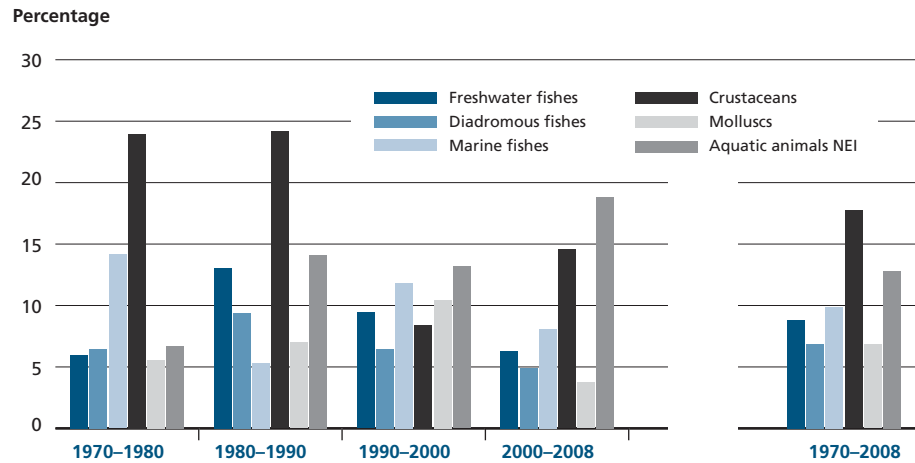 Percentage
30
25
20
15
10
5
0
Freshwater fishes
Diadromous fishes
Marine fishes
Crustaceans
Molluscs
Aquatic animals NEI
1970–1980
1980–1990
1990–2000
2000–2008
1970–2008